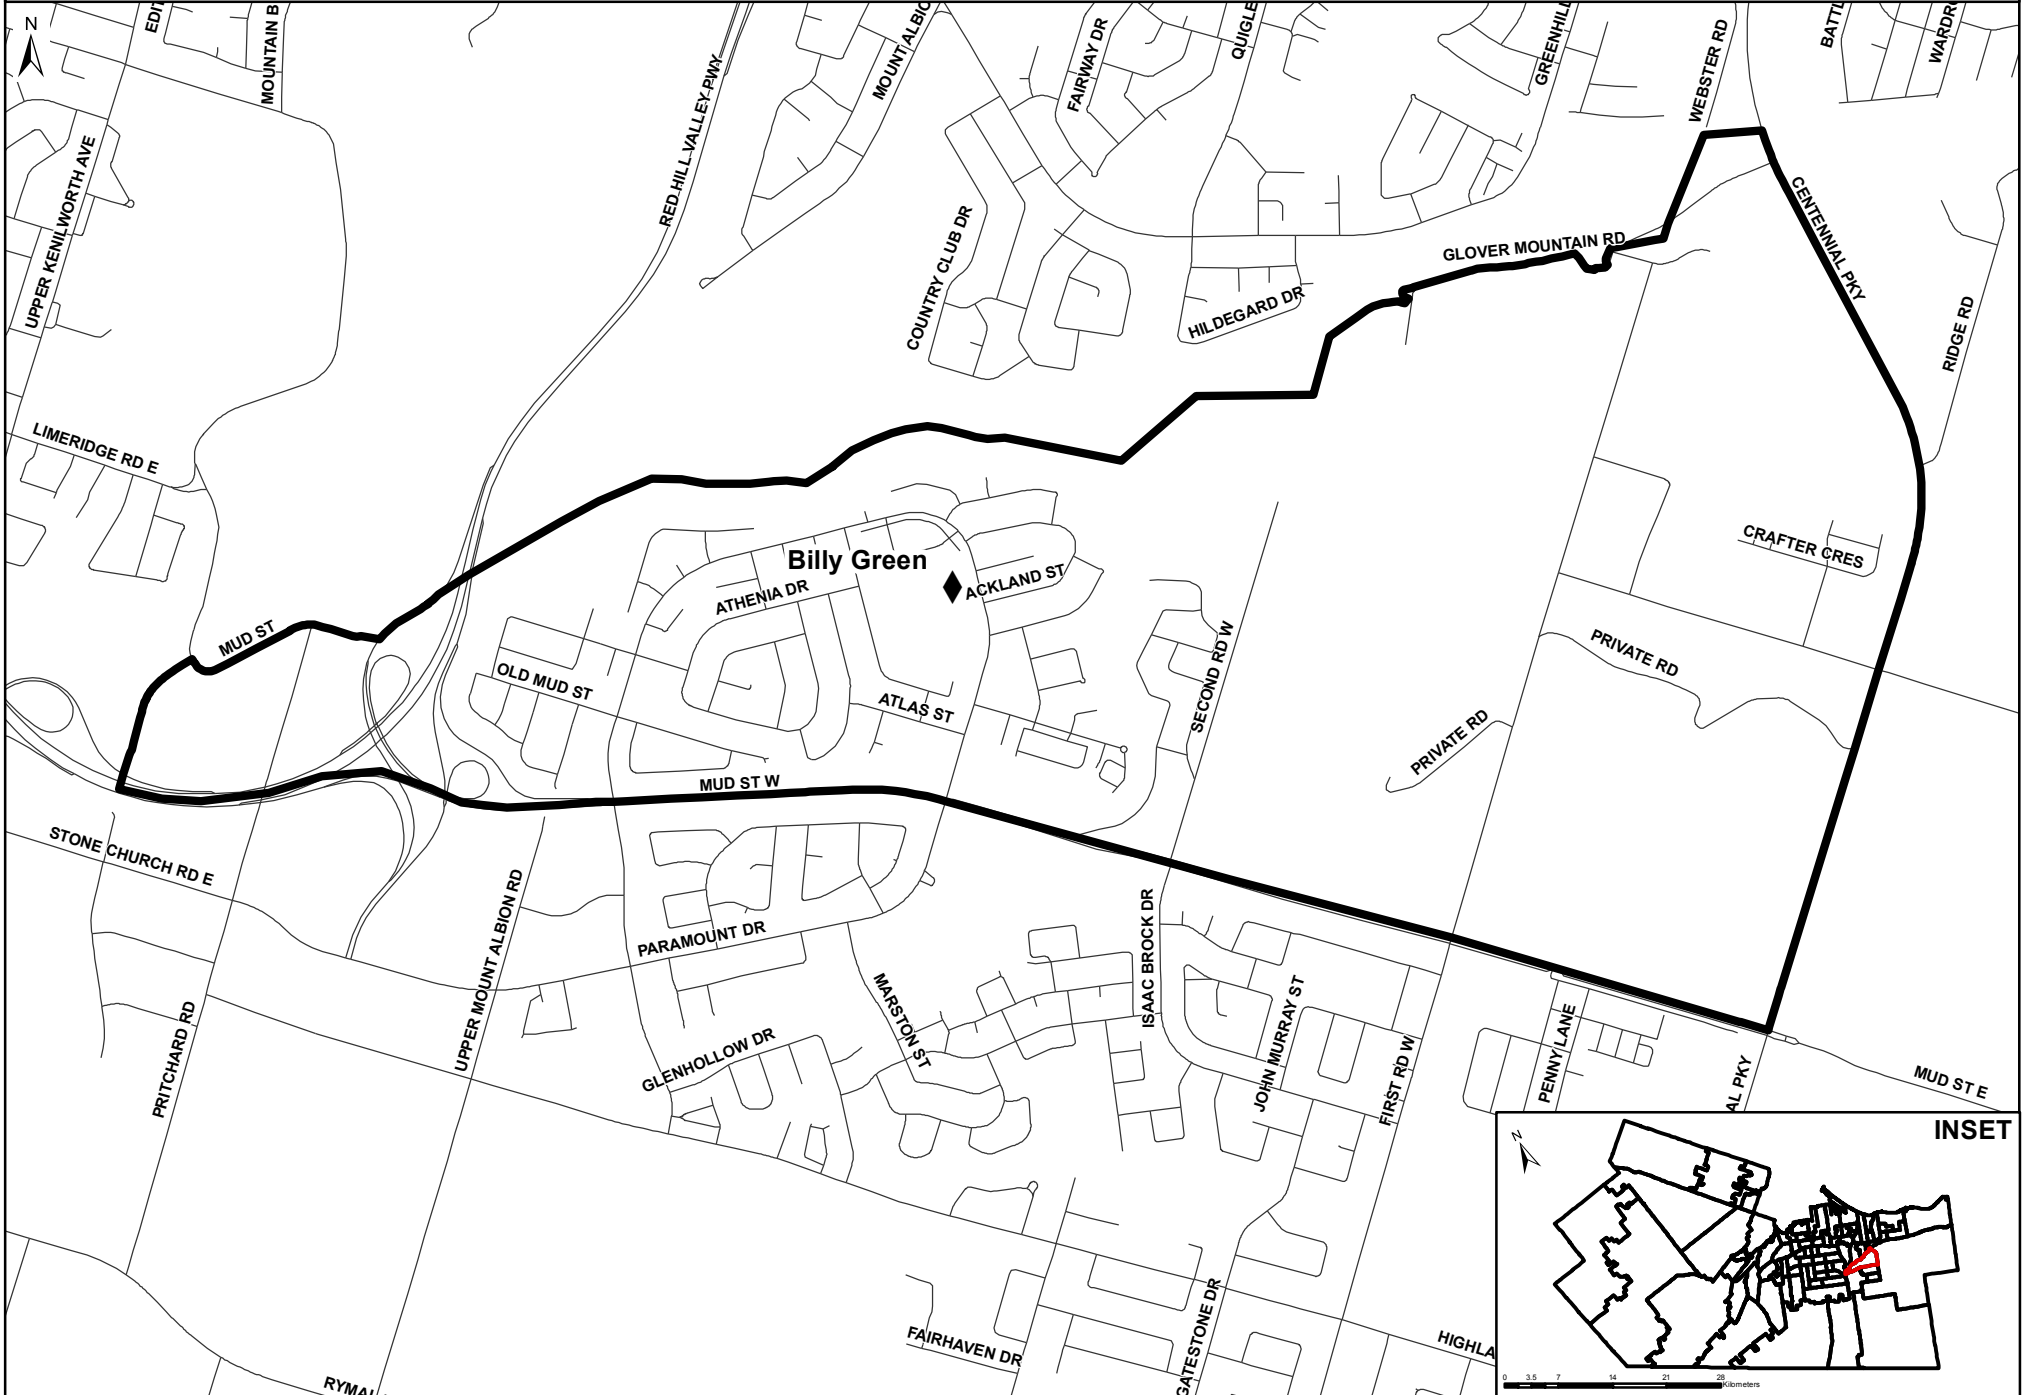 N
MOUNTAIN B
RED HILL VALLEY PWY
MOUNT ALBIO
FAIRWAY DR
QUIGLE
GREENHILL
WEBSTER RD
BATTL
WARDRO
UPPER KENILWORTH AVE
COUNTRY CLUB DR
GLOVER MOUNTAIN RD
CENTENNIAL PKY
HILDEGARD DR
RIDGE RD
LIMERIDGE RD E
CRAFTER CRES
Billy Green
ATHENIA DR
ACKLAND ST
MUD ST
OLD MUD ST
ATLAS ST
SECOND RD W
PRIVATE RD
PRIVATE RD
MUD ST W
STONE CHURCH RD E
UPPER MOUNT ALBION RD
PARAMOUNT DR
ISAAC BROCK DR
MARSTON ST
JOHN MURRAY ST
PRITCHARD RD
GLENHOLLOW DR
FIRST RD W
PENNY LANE
AL PKY
MUD ST E
FAIRHAVEN DR
GATESTONE DR
HIGHLA
RYMA
INSET
N
0 3.5 7 14 21 28
Kilometers